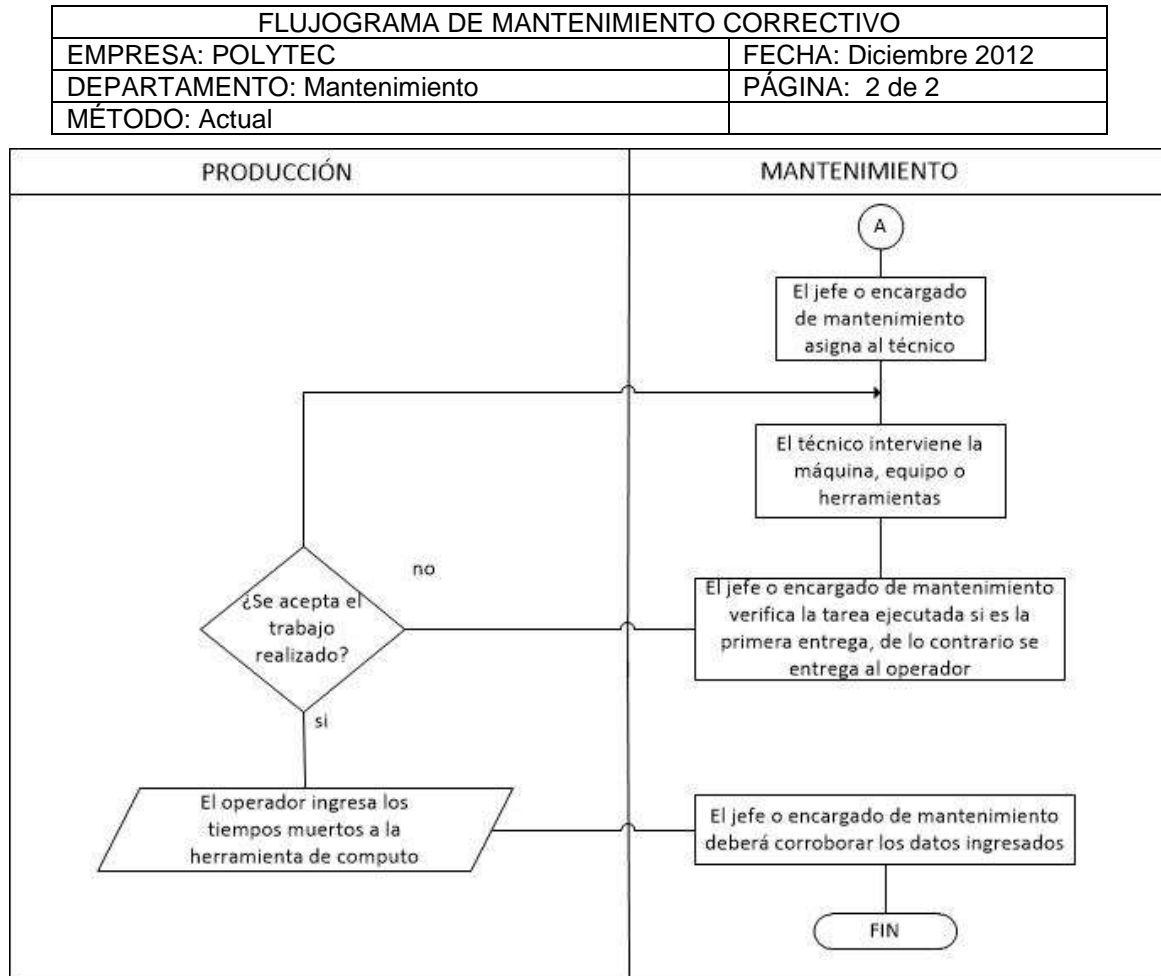 FLUJOGRAMA DE MANTENIMIENTO CORRECTIVO
EMPRESA: POLYTEC
FECHA: Diciembre 2012
DEPARTAMENTO: Mantenimiento
PÁGINA: 2 de 2
MÉTODO: Actual
PRODUCCIÓN
MANTENIMIENTO
A
El jefe o encargado
de mantenimiento
asigna al técnico
El técnico interviene la
máquina, equipo o
herramientas
no
¿Se acepta el
trabajo
realizado?
El jefe o encargado de mantenimiento
verifica la tarea ejecutada si es la
primera entrega, de lo contrario se
entrega al operador
si
El operador ingresa los
tiempos muertos a la
herramienta de computo
El jefe o encargado de mantenimiento
deberá corroborar los datos ingresados
FIN